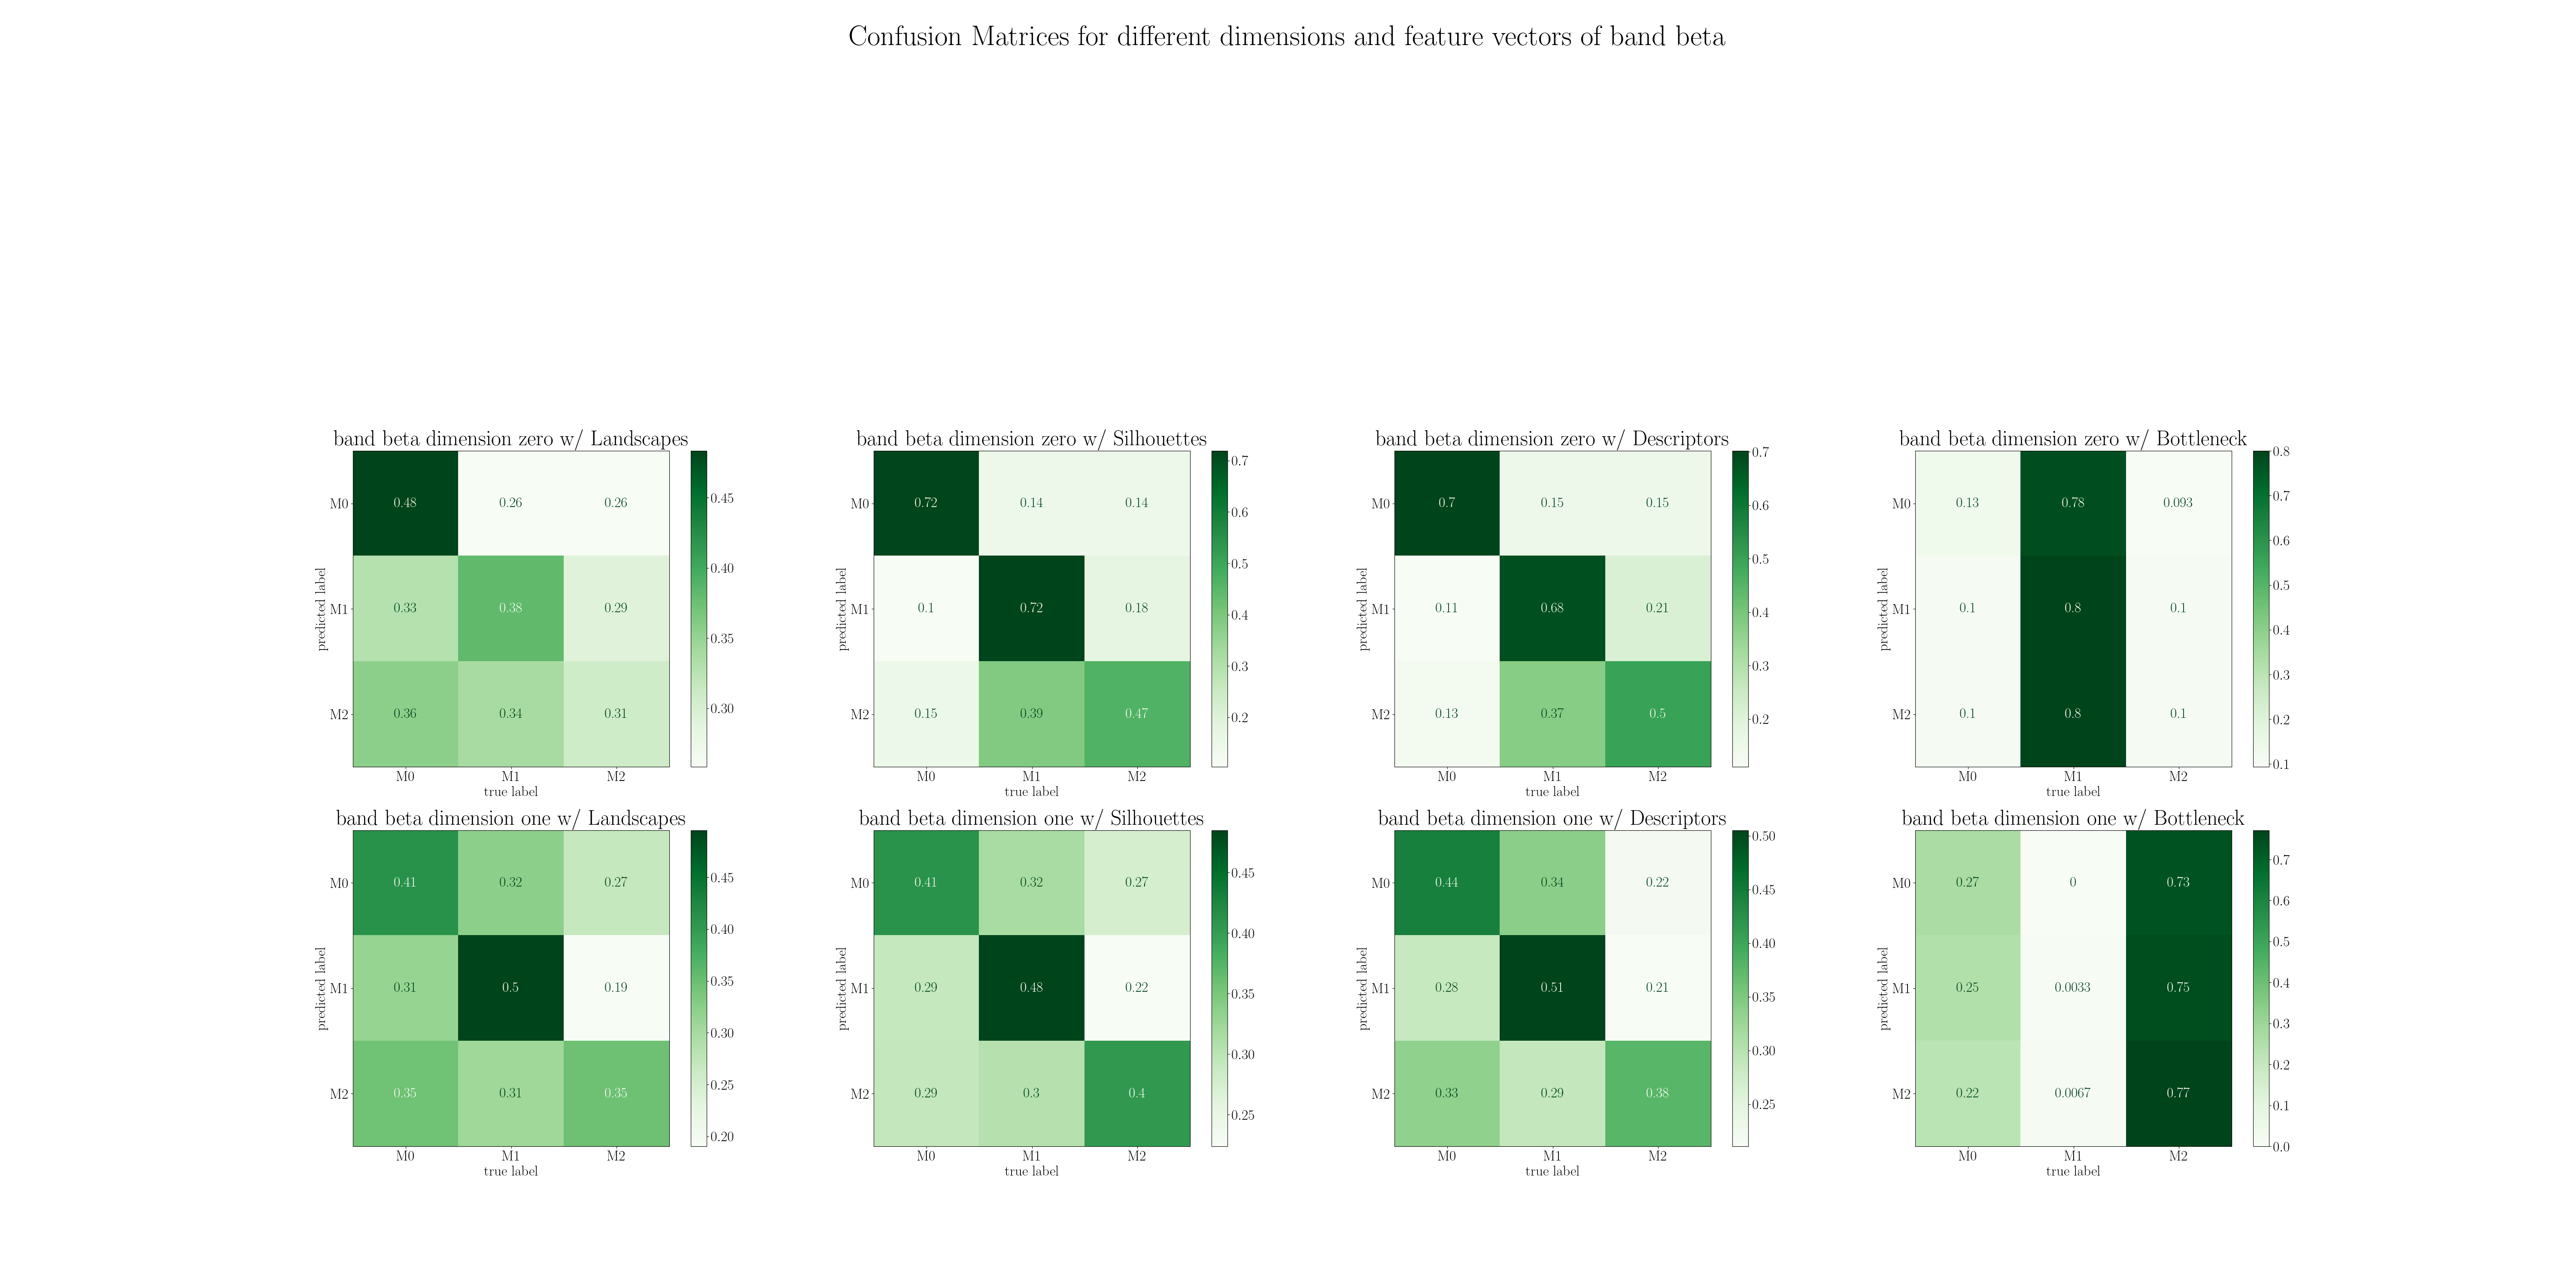 Confusion Matrices for different dimensions and feature vectors of band beta
band beta dimension zero w/ Landscapes
predicted label
M0 0.48 0.26 0.26
M1 0.33 0.38 0.29
M2 0.36 0.34 0.31
M0 M1 M2
true label
0.45
0.40
0.35
0.30
band beta dimension zero w/ Silhouettes
predicted label
M0 0.72 0.14 0.14
M1 0.1 0.72 0.18
M2 0.15 0.39 0.47
M0 M1 M2
true label
0.7
0.6
0.5
0.4
0.3
0.2
band beta dimension zero w/ Descriptors
predicted label
M0 0.7 0.15 0.15
M1 0.11 0.68 0.21
M2 0.13 0.37 0.5
M0 M1 M2
true label
0.7
0.6
0.5
0.4
0.3
0.2
band beta dimension zero w/ Bottleneck
predicted label
M0 0.13 0.78 0.093
M1 0.1 0.8 0.1
M2 0.1 0.8 0.1
M0 M1 M2
true label
0.8
0.7
0.6
0.5
0.4
0.3
0.2
0.1
band beta dimension one w/ Landscapes
predicted label
M0 0.41 0.32 0.27
M1 0.31 0.5 0.19
M2 0.35 0.31 0.35
M0 M1 M2
true label
0.45
0.40
0.35
0.30
0.25
0.20
band beta dimension one w/ Silhouettes
predicted label
M0 0.41 0.32 0.27
M1 0.29 0.48 0.22
M2 0.29 0.3 0.4
M0 M1 M2
true label
0.45
0.40
0.35
0.30
0.25
band beta dimension one w/ Descriptors
predicted label
M0 0.44 0.34 0.22
M1 0.28 0.51 0.21
M2 0.33 0.29 0.38
M0 M1 M2
true label
0.50
0.45
0.40
0.35
0.30
0.25
band beta dimension one w/ Bottleneck
predicted label
M0 0.27 0 0.73
M1 0.25 0.0033 0.75
M2 0.22 0.0067 0.77
M0 M1 M2
true label
0.7
0.6
0.5
0.4
0.3
0.2
0.1
0.0